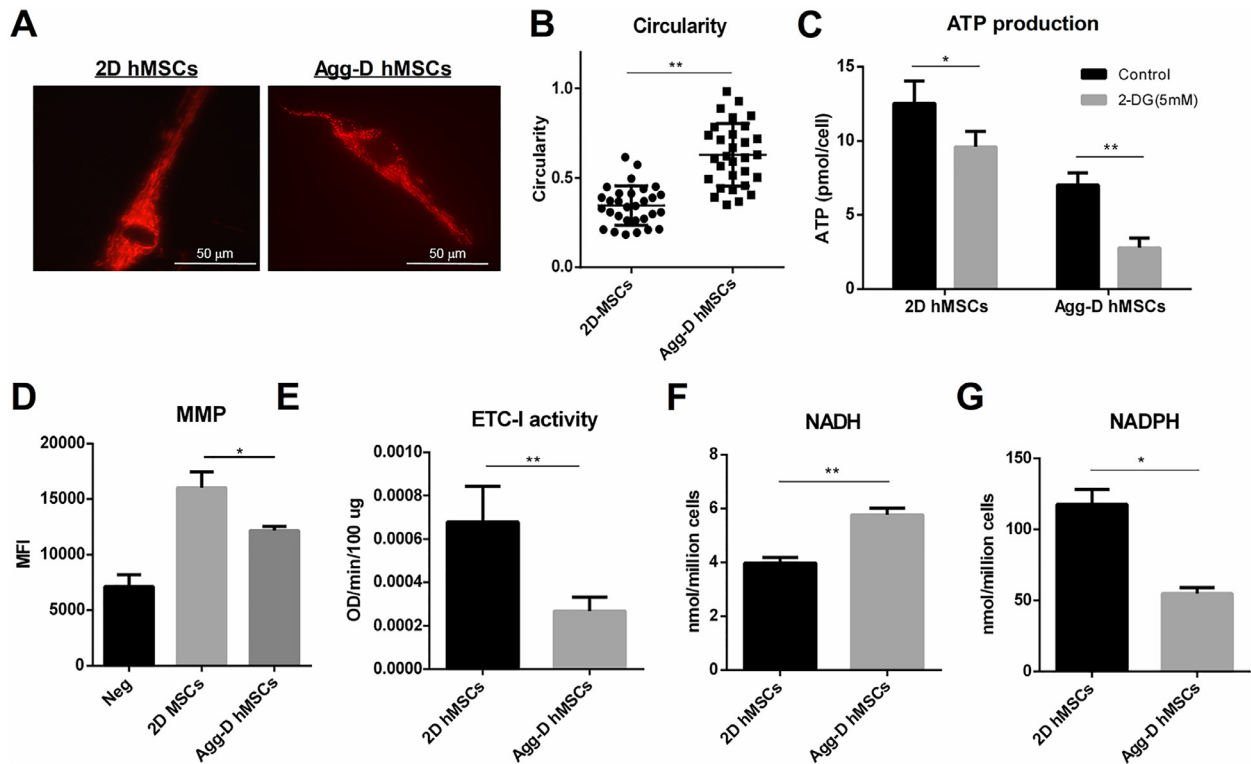 A
2D hMSCs
Agg-D hMSCs
50 μm
50 μm
B
Circularity
**
Circularity
1.0
0.5
0.0
2D-MSCs
Agg-D hMSCs
C
ATP production
Control
2-DG(5mM)
*
**
ATP (pmol/cell)
15
10
5
0
2D hMSCs
Agg-D hMSCs
D
MMP
*
MFI
20000
15000
10000
5000
0
Neg
2D MSCs
Agg-D hMSCs
E
ETC-I activity
**
OD/min/100 ug
0.0010
0.0008
0.0006
0.0004
0.0002
0.0000
2D hMSCs
Agg-D hMSCs
F
NADH
**
nmol/million cells
8
6
4
2
0
2D hMSCs
Agg-D hMSCs
G
NADPH
*
nmol/million cells
150
100
50
0
2D hMSCs
Agg-D hMSCs